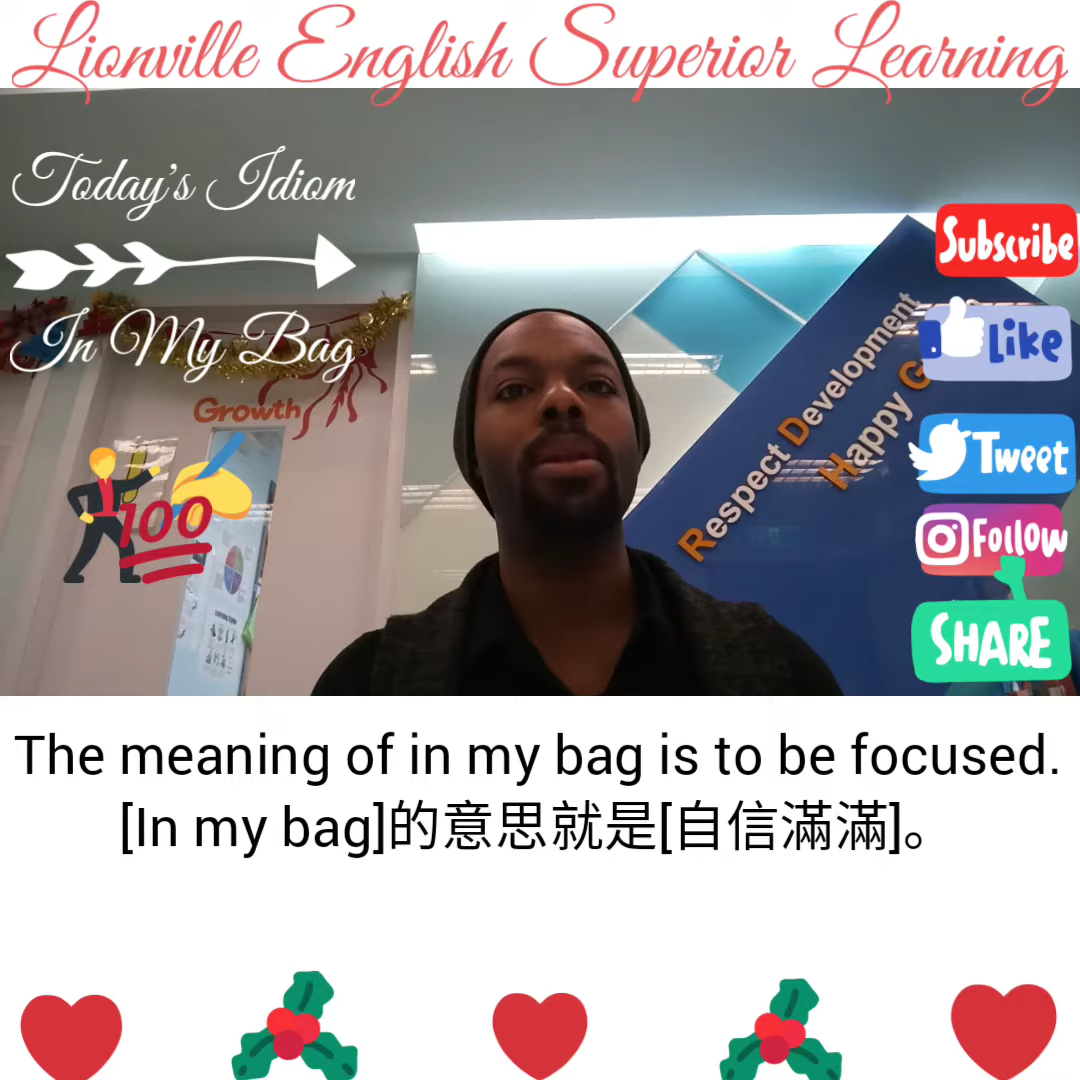 Lionville English Superior Learning
Today's Idiom
In My Bag
Growth
100
Respect Development
Happy G
Subscribe
Like
Tweet
Follow
SHARE
The meaning of in my bag is to be focused.
[In my bag]的意思就是[自信滿滿]。